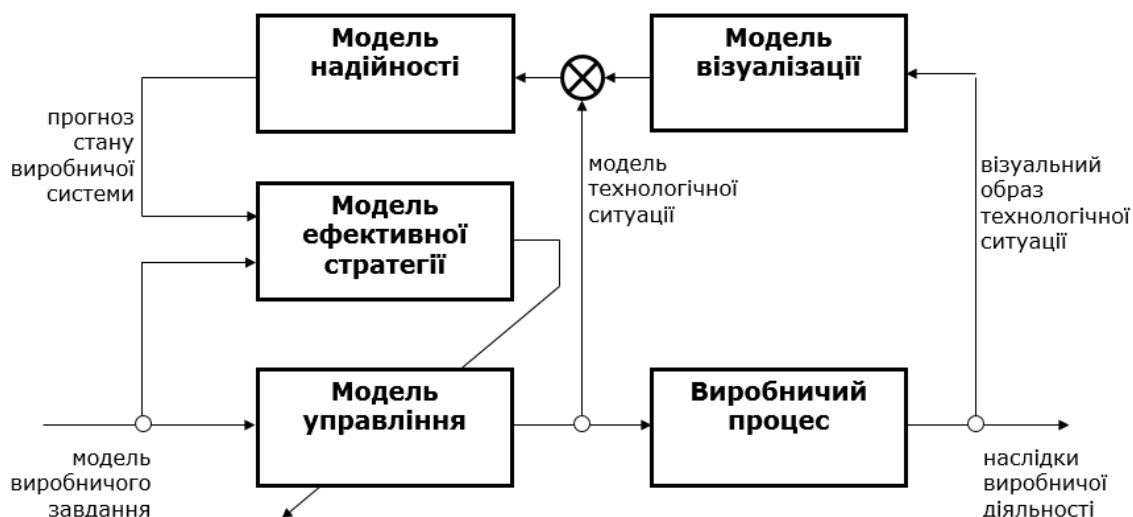 Модель
надійності
Модель
візуалізації
прогноз
стану
виробничої
системи
модель
технологічної
ситуації
візуальний
образ
технологічної
ситуації
Модель
ефективної
стратегії
Модель
управління
Виробничий
процес
модель
виробничого
завдання
наслідки
виробничої
діяльності